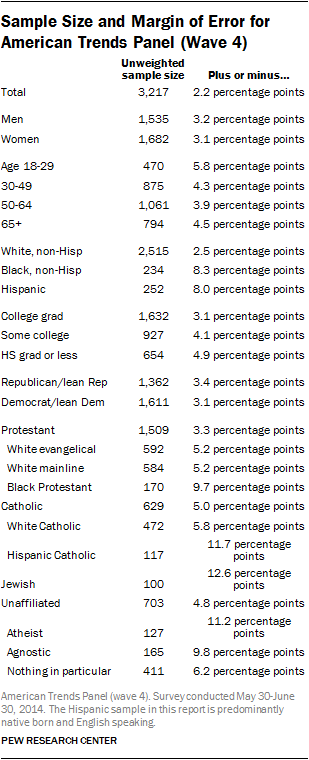 Sample Size and Margin of Error for
American Trends Panel (Wave 4)
Unweighted
sample size Plus or minus...
Total 3,217 2.2 percentage points
Men 1,535 3.2 percentage points
Women 1,682 3.1 percentage points
Age 18-29 470 5.8 percentage points
30-49 875 4.3 percentage points
50-64 1,061 3.9 percentage points
65+ 794 4.5 percentage points
White, non-Hisp 2,515 2.5 percentage points
Black, non-Hisp 234 8.3 percentage points
Hispanic 252 8.0 percentage points
College grad 1,632 3.1 percentage points
Some college 927 4.1 percentage points
HS grad or less 654 4.9 percentage points
Republican/lean Rep 1,362 3.4 percentage points
Democrat/lean Dem 1,611 3.1 percentage points
Protestant 1,509 3.3 percentage points
White evangelical 592 5.2 percentage points
White mainline 584 5.2 percentage points
Black Protestant 170 9.7 percentage points
Catholic 629 5.0 percentage points
White Catholic 472 5.8 percentage points
Hispanic Catholic 117 11.7 percentage
points
Jewish 100 12.6 percentage
points
Unaffiliated 703 4.8 percentage points
Atheist 127 11.2 percentage
points
Agnostic 165 9.8 percentage points
Nothing in particular 411 6.2 percentage points
American Trends Panel (wave 4). Survey conducted May 30-June
30, 2014. The Hispanic sample in this report is predominantly
native born and English speaking.
PEW RESEARCH CENTER